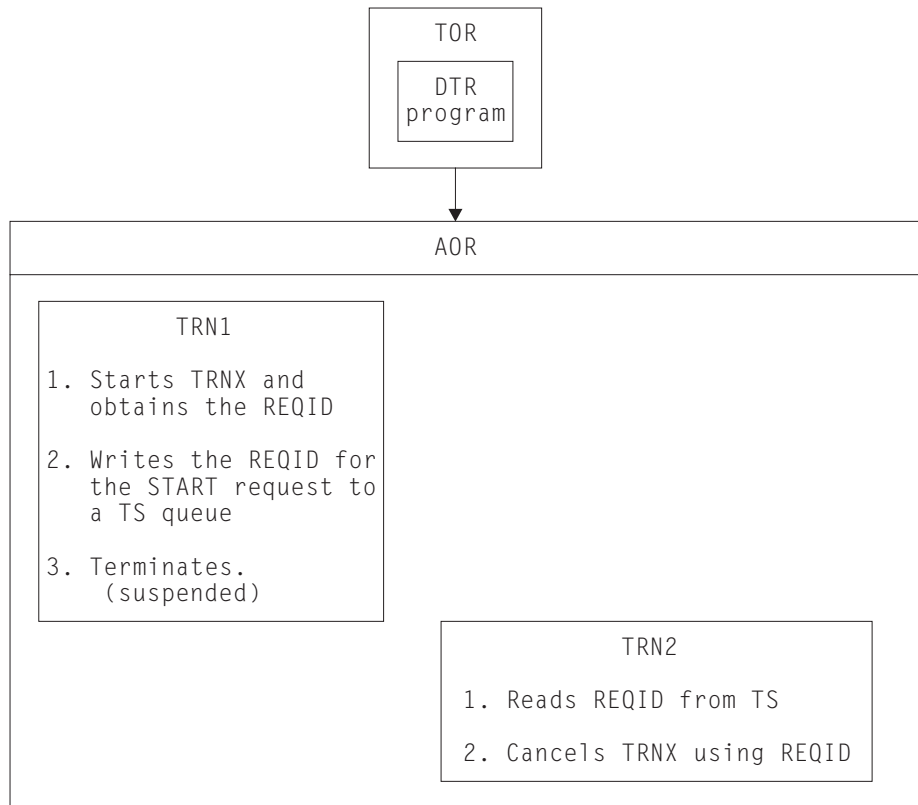 TOR
DTR
program
AOR
TRN1
1. Starts TRNX and
obtains the REQID
2. Writes the REQID for
the START request to
a TS queue
3. Terminates.
(suspended)
TRN2
1. Reads REQID from TS
2. Cancels TRNX using REQID